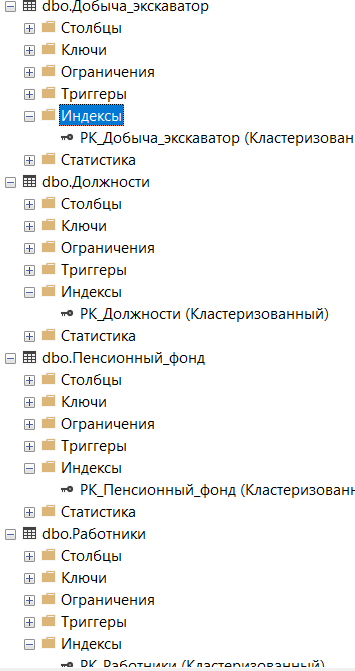 dbo.Добыча_экскаватор
Столбцы
Ключи
Ограничения
Триггеры
Индексы
PK_Добыча_экскаватор (Кластеризован
Статистика
dbo.Должности
Столбцы
Ключи
Ограничения
Триггеры
Индексы
PK_Должности (Кластеризованный)
Статистика
dbo.Пенсионный_фонд
Столбцы
Ключи
Ограничения
Триггеры
Индексы
PK_Пенсионный_фонд (Кластеризованн
Статистика
dbo.Работники
Столбцы
Ключи
Ограничения
Триггеры
Индексы
PK_Работники (Кластеризованный)